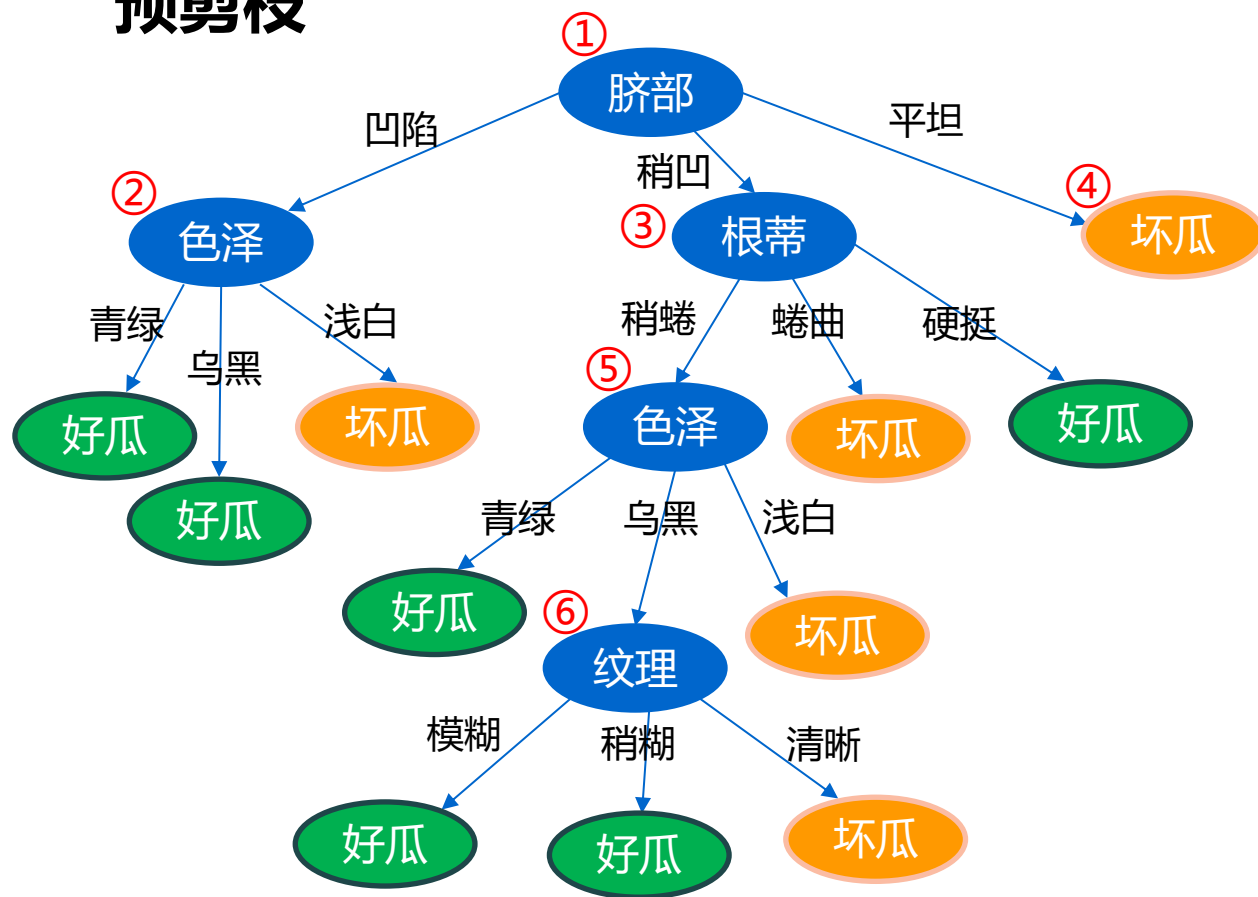 预剪枝
①
脐部
凹陷
稍凹
平坦
②
色泽
③
根蒂
④
坏瓜
青绿
乌黑
浅白
稍蜷
蜷曲
硬挺
好瓜
好瓜
坏瓜
⑤
色泽
坏瓜
好瓜
青绿
乌黑
浅白
好瓜
⑥
纹理
坏瓜
模糊
稍糊
清晰
好瓜
好瓜
坏瓜